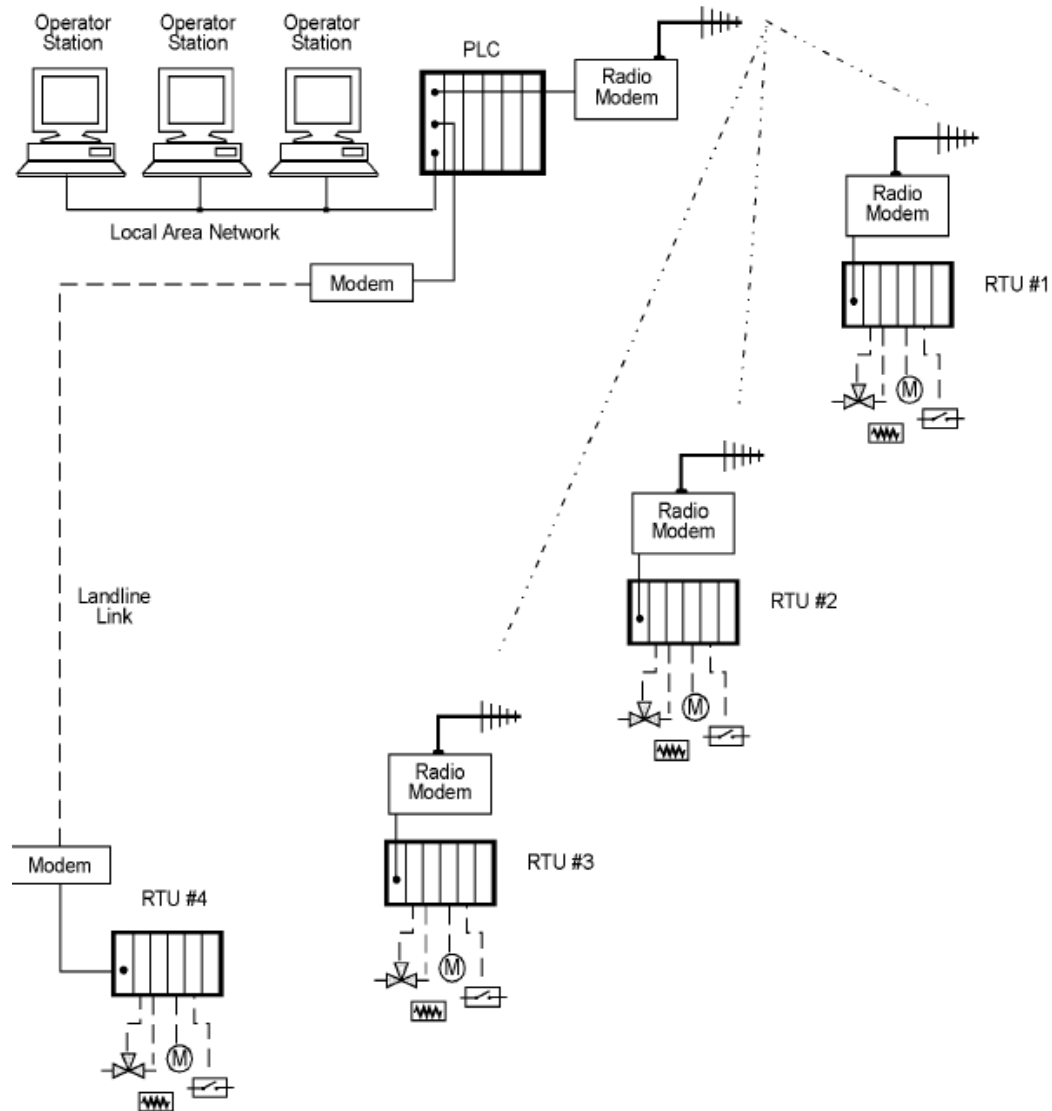 Operator
Station
Operator
Station
Operator
Station
PLC
Radio
Modem
Local Area Network
Modem
Radio
Modem
RTU #1
M
Landline
Link
Radio
Modem
RTU #2
M
Radio
Modem
RTU #3
M
Modem
RTU #4
M